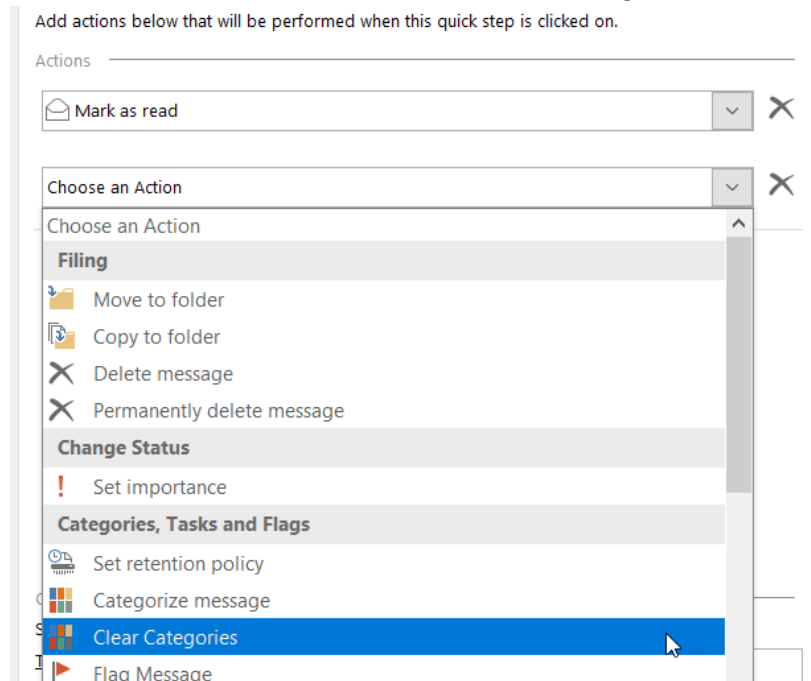 Add actions below that will be performed when this quick step is clicked on.
Actions
Mark as read
Choose an Action
Choose an Action
Filing
Move to folder
Copy to folder
Delete message
Permanently delete message
Change Status
Set importance
Categories, Tasks and Flags
Set retention policy
Categorize message
Clear Categories
Flag Message